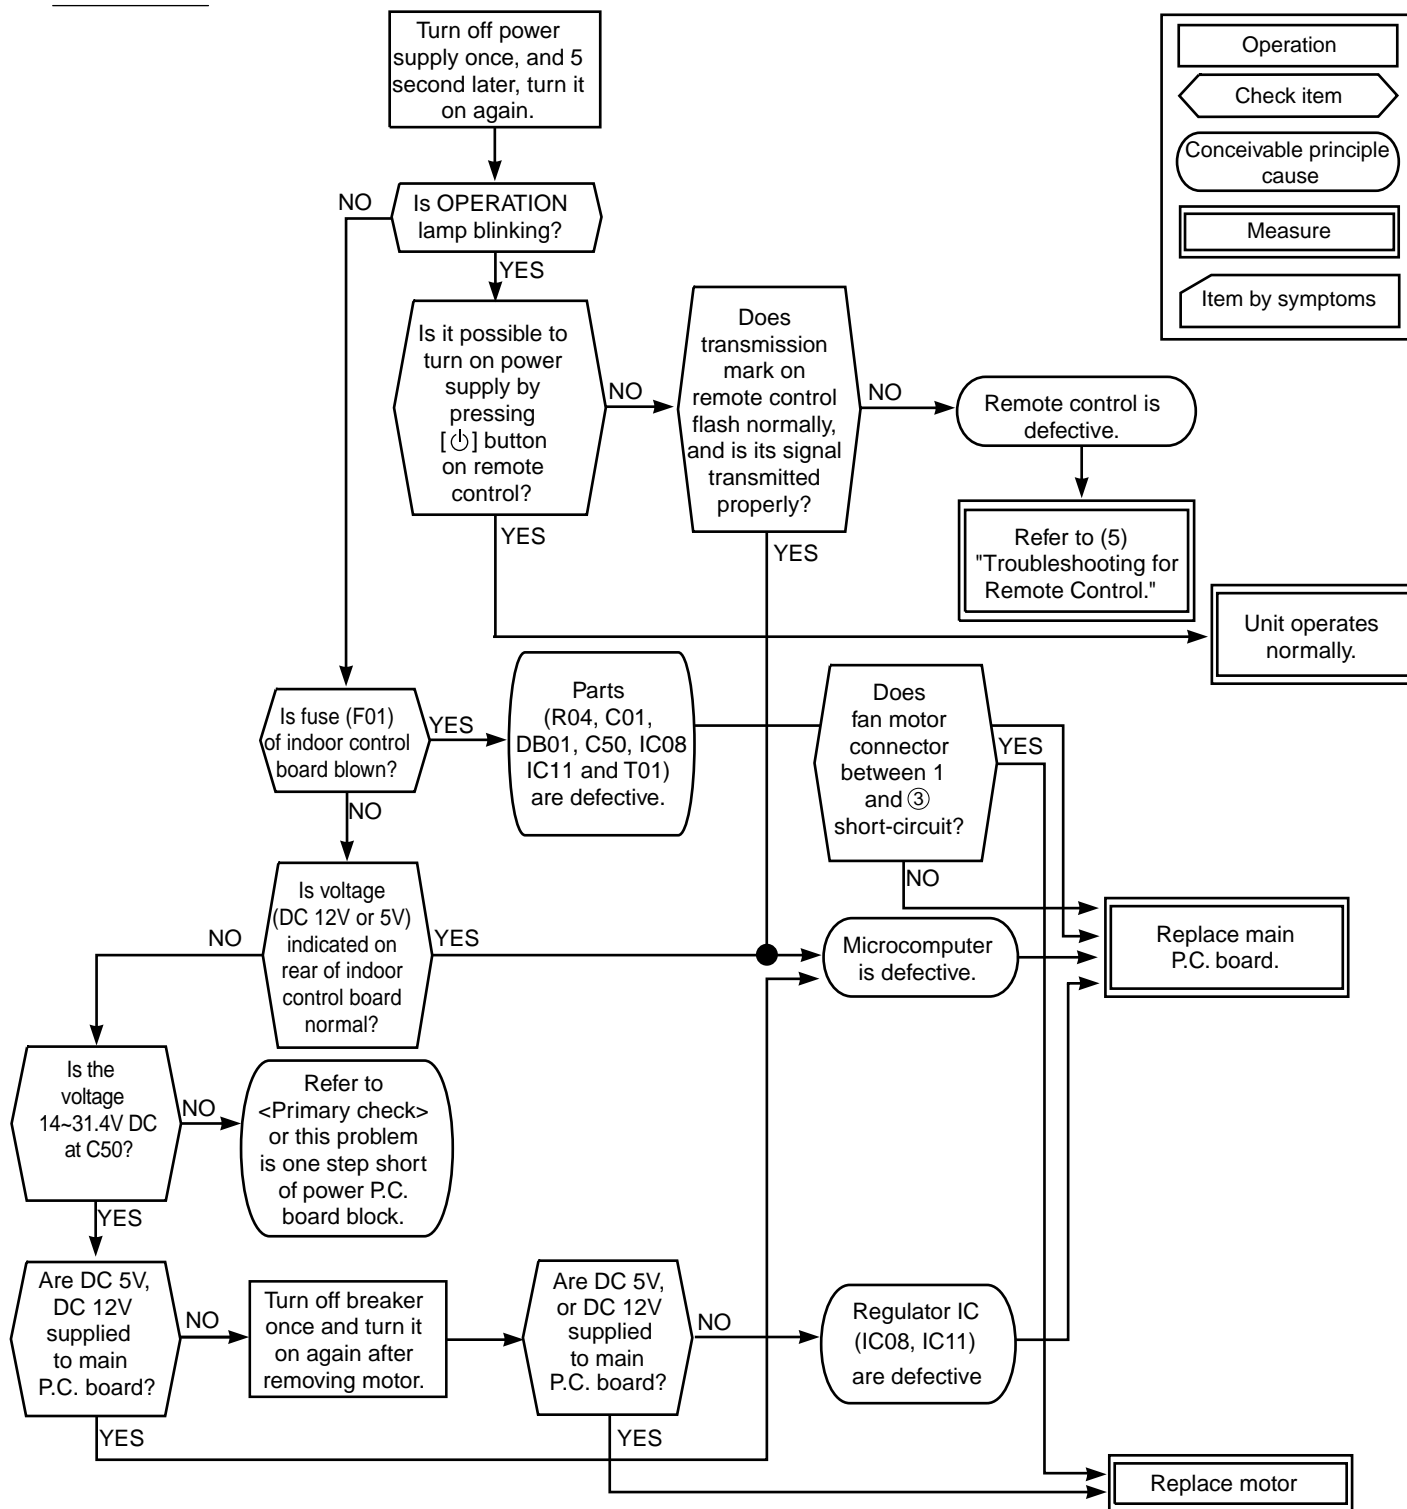 Turn off power
supply once, and 5
second later, turn it
on again.
Operation
Check item
Conceivable principle
cause
Measure
Item by symptoms
NO
Is OPERATION
lamp blinking?
YES
Is it possible to
turn on power
supply by
pressing
[⏻] button
on remote
control?
NO
Does
transmission
mark on
remote control
flash normally,
and is its signal
transmitted
properly?
NO
Remote control is
defective.
YES
YES
Refer to (5)
"Troubleshooting for
Remote Control."
Unit operates
normally.
Is fuse (F01)
of indoor control
board blown?
YES
Parts
(R04, C01,
DB01, C50, IC08
IC11 and T01)
are defective.
Does
fan motor
connector
between 1
and ③
short-circuit?
YES
NO
NO
Is voltage
(DC 12V or 5V)
indicated on
rear of indoor
control board
normal?
NO
YES
Microcomputer
is defective.
Replace main
P.C. board.
Is the
voltage
14~31.4V DC
at C50?
NO
Refer to
<Primary check>
or this problem
is one step short
of power P.C.
board block.
YES
Are DC 5V,
DC 12V
supplied
to main
P.C. board?
NO
Turn off breaker
once and turn it
on again after
removing motor.
Are DC 5V,
or DC 12V
supplied
to main
P.C. board?
NO
Regulator IC
(IC08, IC11)
are defective
YES
YES
Replace motor